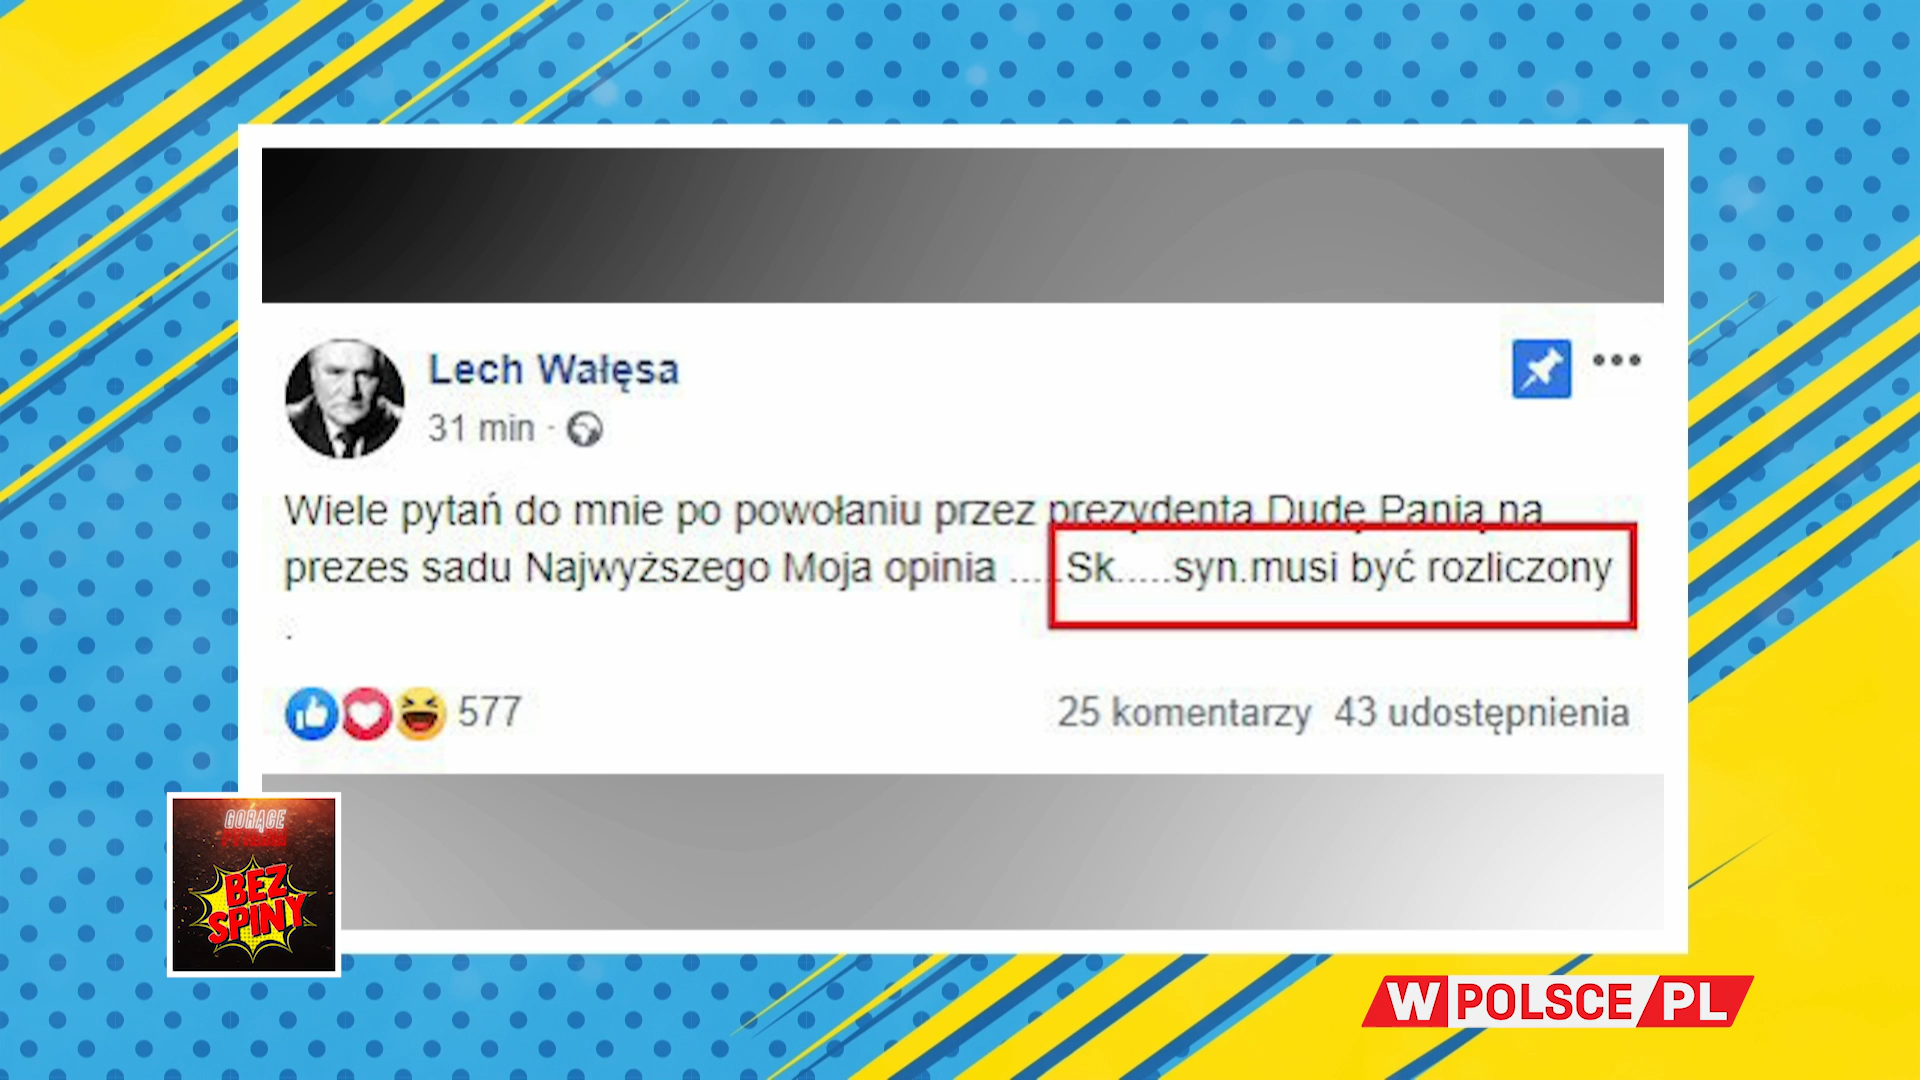 Lech Wałęsa
31 min ·
Wiele pytań do mnie po powołaniu przez prezydenta Dudę Panią na
prezes sadu Najwyższego Moja opinia .....Sk.....syn.musi być rozliczony
.
577
25 komentarzy 43 udostępnienia
GORĄCE
BEZ
SPINY
W POLSCE PL